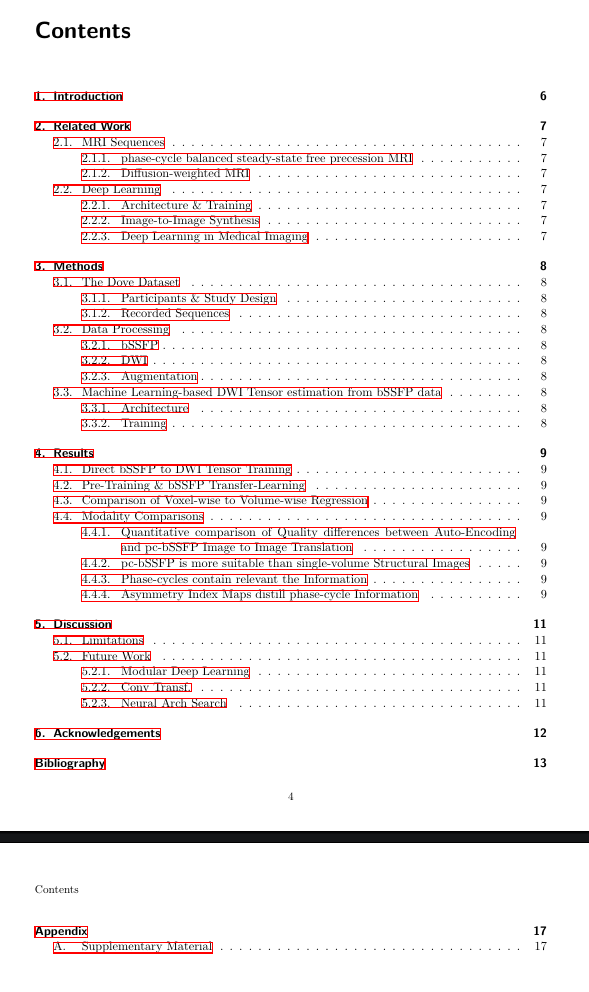 Contents
1. Introduction 6
2. Related Work 7
2.1. MRI Sequences . . . . . . . . . . . . . . . . . . . . . . . . . . . . . . 7
2.1.1. phase-cycle balanced steady-state free precession MRI . . . . . . . . . 7
2.1.2. Diffusion-weighted MRI . . . . . . . . . . . . . . . . . . . . . . 7
2.2. Deep Learning . . . . . . . . . . . . . . . . . . . . . . . . . . . . . . 7
2.2.1. Architecture & Training . . . . . . . . . . . . . . . . . . . . . . 7
2.2.2. Image-to-Image Synthesis . . . . . . . . . . . . . . . . . . . . . 7
2.2.3. Deep Learning in Medical Imaging . . . . . . . . . . . . . . . . . . 7
3. Methods 8
3.1. The Dove Dataset . . . . . . . . . . . . . . . . . . . . . . . . . . . . 8
3.1.1. Participants & Study Design . . . . . . . . . . . . . . . . . . . . 8
3.1.2. Recorded Sequences . . . . . . . . . . . . . . . . . . . . . . . . 8
3.2. Data Processing . . . . . . . . . . . . . . . . . . . . . . . . . . . . . 8
3.2.1. bSSFP . . . . . . . . . . . . . . . . . . . . . . . . . . . . . . 8
3.2.2. DWI . . . . . . . . . . . . . . . . . . . . . . . . . . . . . . . 8
3.2.3. Augmentation . . . . . . . . . . . . . . . . . . . . . . . . . . . 8
3.3. Machine Learning-based DWI Tensor estimation from bSSFP data . . . . . . 8
3.3.1. Architecture . . . . . . . . . . . . . . . . . . . . . . . . . . . 8
3.3.2. Training . . . . . . . . . . . . . . . . . . . . . . . . . . . . . 8
4. Results 9
4.1. Direct bSSFP to DWI Tensor Training . . . . . . . . . . . . . . . . . . . 9
4.2. Pre-Training & bSSFP Transfer-Learning . . . . . . . . . . . . . . . . . . 9
4.3. Comparison of Voxel-wise to Volume-wise Regression . . . . . . . . . . . . . 9
4.4. Modality Comparisons . . . . . . . . . . . . . . . . . . . . . . . . . . 9
4.4.1. Quantitative comparison of Quality differences between Auto-Encoding
and pc-bSSFP Image to Image Translation . . . . . . . . . . . . . . 9
4.4.2. pc-bSSFP is more suitable than single-volume Structural Images . . . . 9
4.4.3. Phase-cycles contain relevant the Information . . . . . . . . . . . . . 9
4.4.4. Asymmetry Index Maps distill phase-cycle Information . . . . . . . . 9
5. Discussion 11
5.1. Limitations . . . . . . . . . . . . . . . . . . . . . . . . . . . . . . . 11
5.2. Future Work . . . . . . . . . . . . . . . . . . . . . . . . . . . . . . . 11
5.2.1. Modular Deep Learning . . . . . . . . . . . . . . . . . . . . . . . 11
5.2.2. Conv Transf. . . . . . . . . . . . . . . . . . . . . . . . . . . . 11
5.2.3. Neural Arch Search . . . . . . . . . . . . . . . . . . . . . . . . 11
6. Acknowledgements 12
Bibliography 13
4
Contents
Appendix 17
A. Supplementary Material . . . . . . . . . . . . . . . . . . . . . . . . . . 17